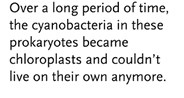 Over a long period of time,
the cyanobacteria in these
prokaryotes became
chloroplasts and couldn't
live on their own anymore.